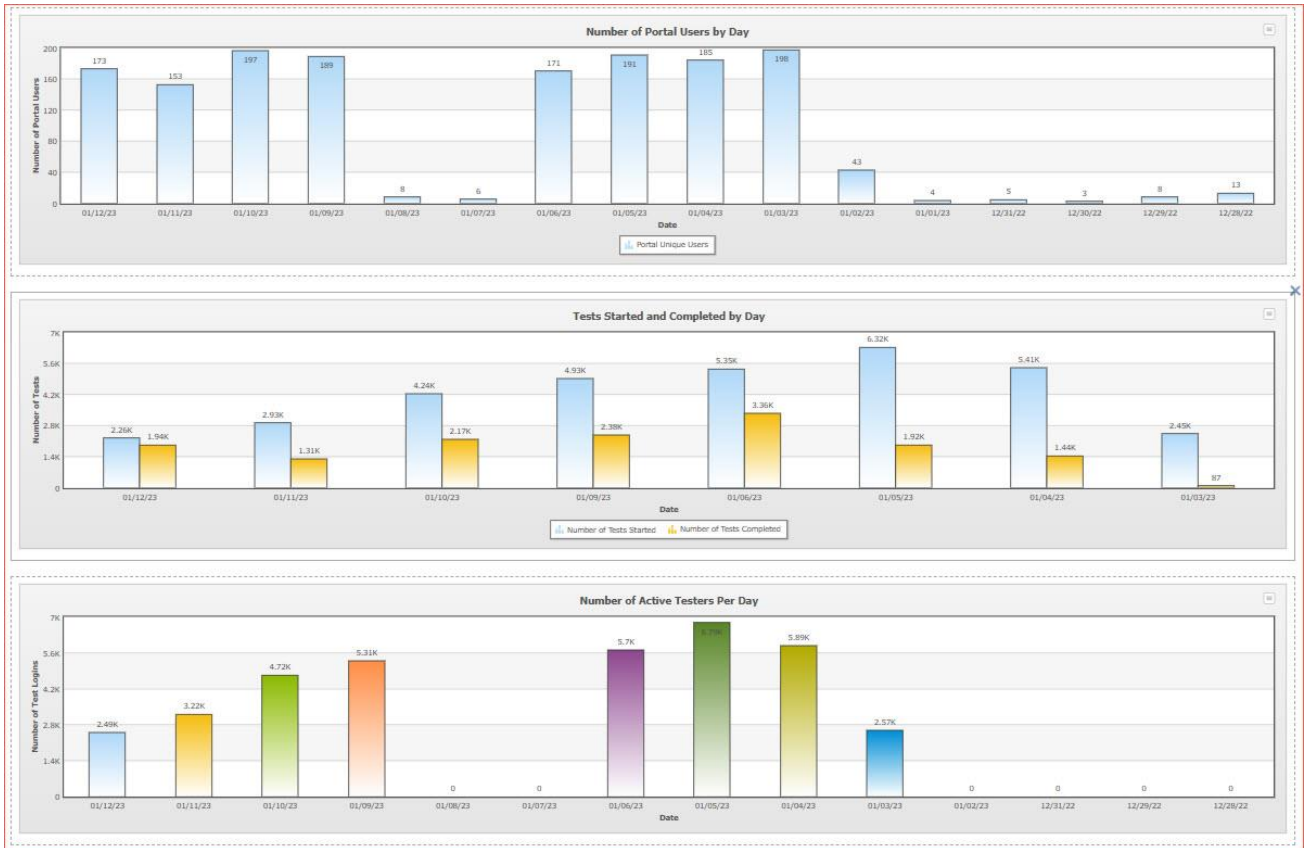 Number of Portal Users by Day
Number of Portal Users
200
160
120
80
40
0
173
153
197
189
8
6
171
191
185
198
43
4
5
3
8
13
01/12/23 01/11/23 01/10/23 01/09/23 01/08/23 01/07/23 01/06/23 01/05/23 01/04/23 01/03/23 01/02/23 01/01/23 12/31/22 12/30/22 12/29/22 12/28/22
Date
Portal Unique Users
Tests Started and Completed by Day
Number of Tests
7K
5.6K
4.2K
2.8K
1.4K
0
2.26K
1.94K
2.93K
1.31K
4.24K
2.17K
4.93K
2.38K
5.35K
3.36K
6.32K
1.92K
5.41K
1.44K
2.45K
87
01/12/23 01/11/23 01/10/23 01/09/23 01/06/23 01/05/23 01/04/23 01/03/23
Date
Number of Tests Started Number of Tests Completed
Number of Active Testers Per Day
Number of Test Logins
7K
5.6K
4.2K
2.8K
1.4K
0
2.49K
3.22K
4.72K
5.31K
0
0
5.7K
6.79K
5.89K
2.57K
0
0
0
0
01/12/23 01/11/23 01/10/23 01/09/23 01/08/23 01/07/23 01/06/23 01/05/23 01/04/23 01/03/23 01/02/23 12/31/22 12/29/22 12/28/22
Date